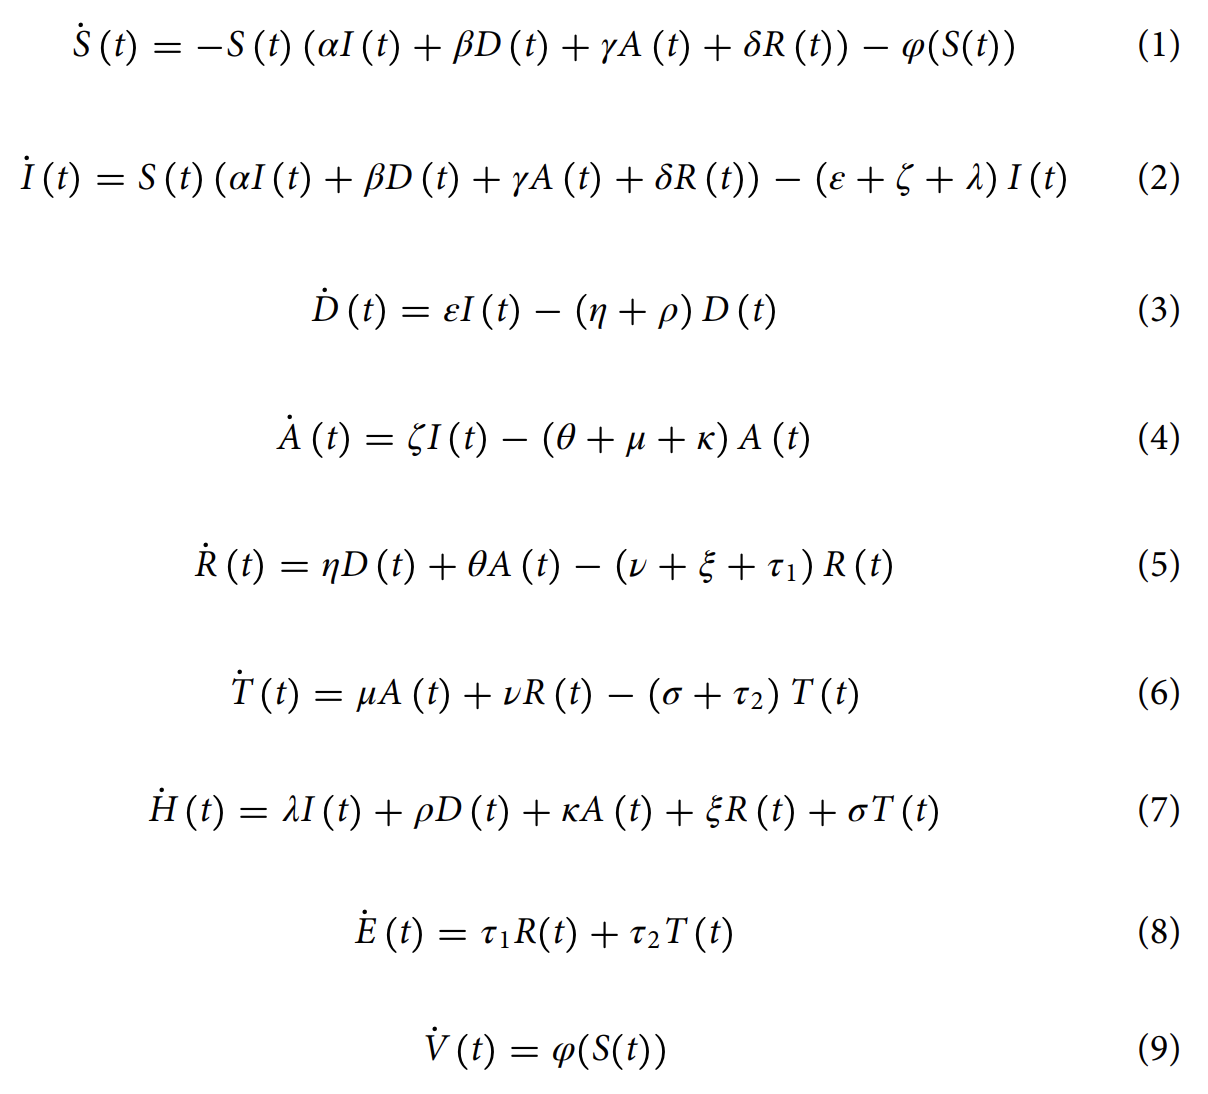 Ṡ(t) = −S(t) (αI(t) + βD(t) + γA(t) + δR(t)) − φ(S(t)) (1)
İ(t) = S(t) (αI(t) + βD(t) + γA(t) + δR(t)) − (ε + ζ + λ) I(t) (2)
Ḋ(t) = εI(t) − (η + ρ) D(t) (3)
Ȧ(t) = ζI(t) − (θ + μ + κ) A(t) (4)
Ṙ(t) = ηD(t) + θA(t) − (ν + ξ + τ₁) R(t) (5)
Ṫ(t) = μA(t) + νR(t) − (σ + τ₂) T(t) (6)
Ḣ(t) = λI(t) + ρD(t) + κA(t) + ξR(t) + σT(t) (7)
Ė(t) = τ₁R(t) + τ₂T(t) (8)
V̇(t) = φ(S(t)) (9)